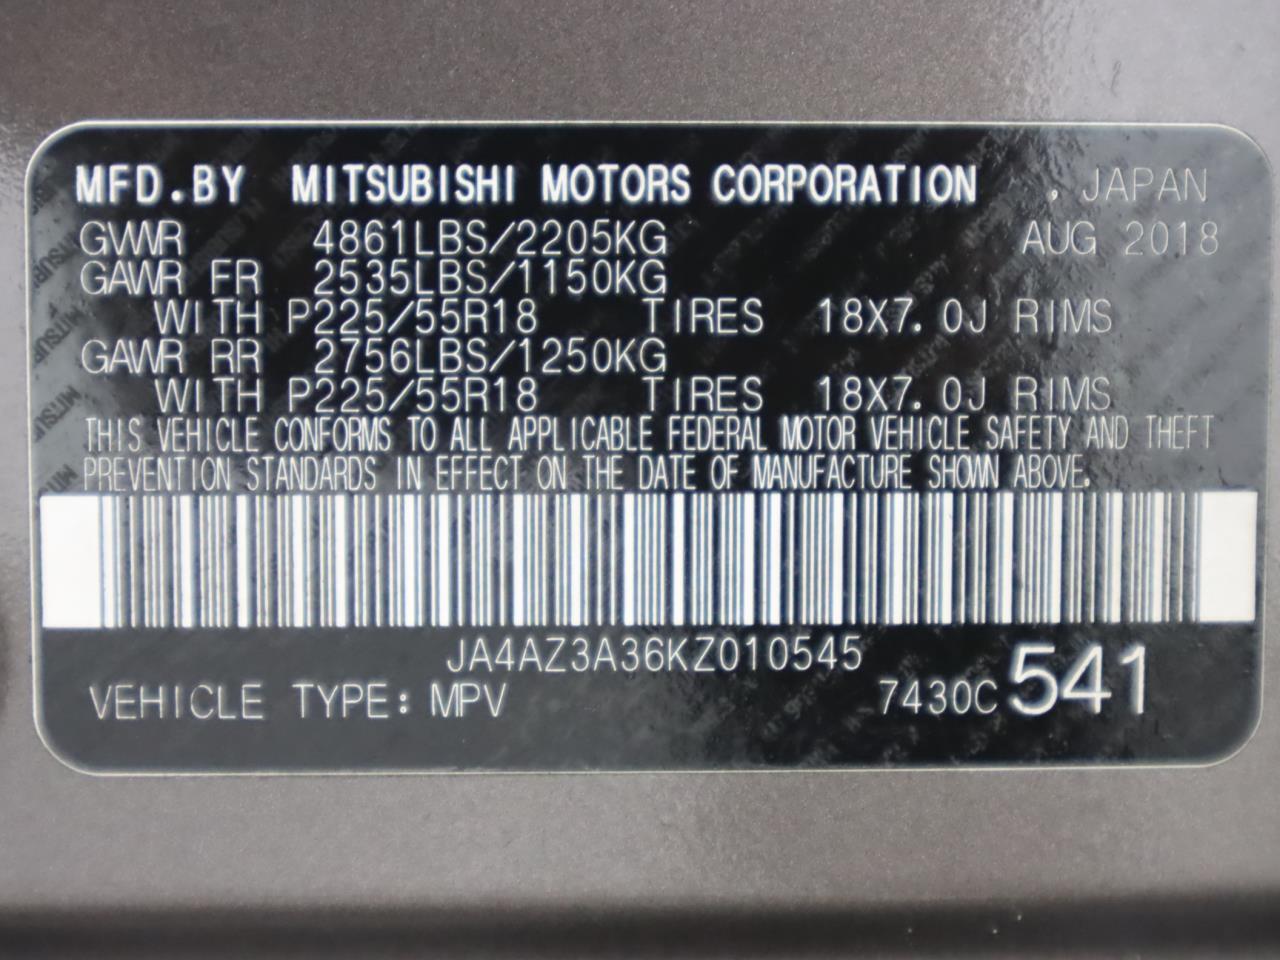 MFD.BY MITSUBISHI MOTORS CORPORATION , JAPAN
GVWR 4861LBS/2205KG AUG 2018
GAWR FR 2535LBS/1150KG
WITH P225/55R18 TIRES 18X7.0J RIMS
GAWR RR 2756LBS/1250KG
WITH P225/55R18 TIRES 18X7.0J RIMS
THIS VEHICLE CONFORMS TO ALL APPLICABLE FEDERAL MOTOR VEHICLE SAFETY AND THEFT
PREVENTION STANDARDS IN EFFECT ON THE DATE OF MANUFACTURE SHOWN ABOVE.
JA4AZ3A36KZ010545
VEHICLE TYPE: MPV 7430C 541